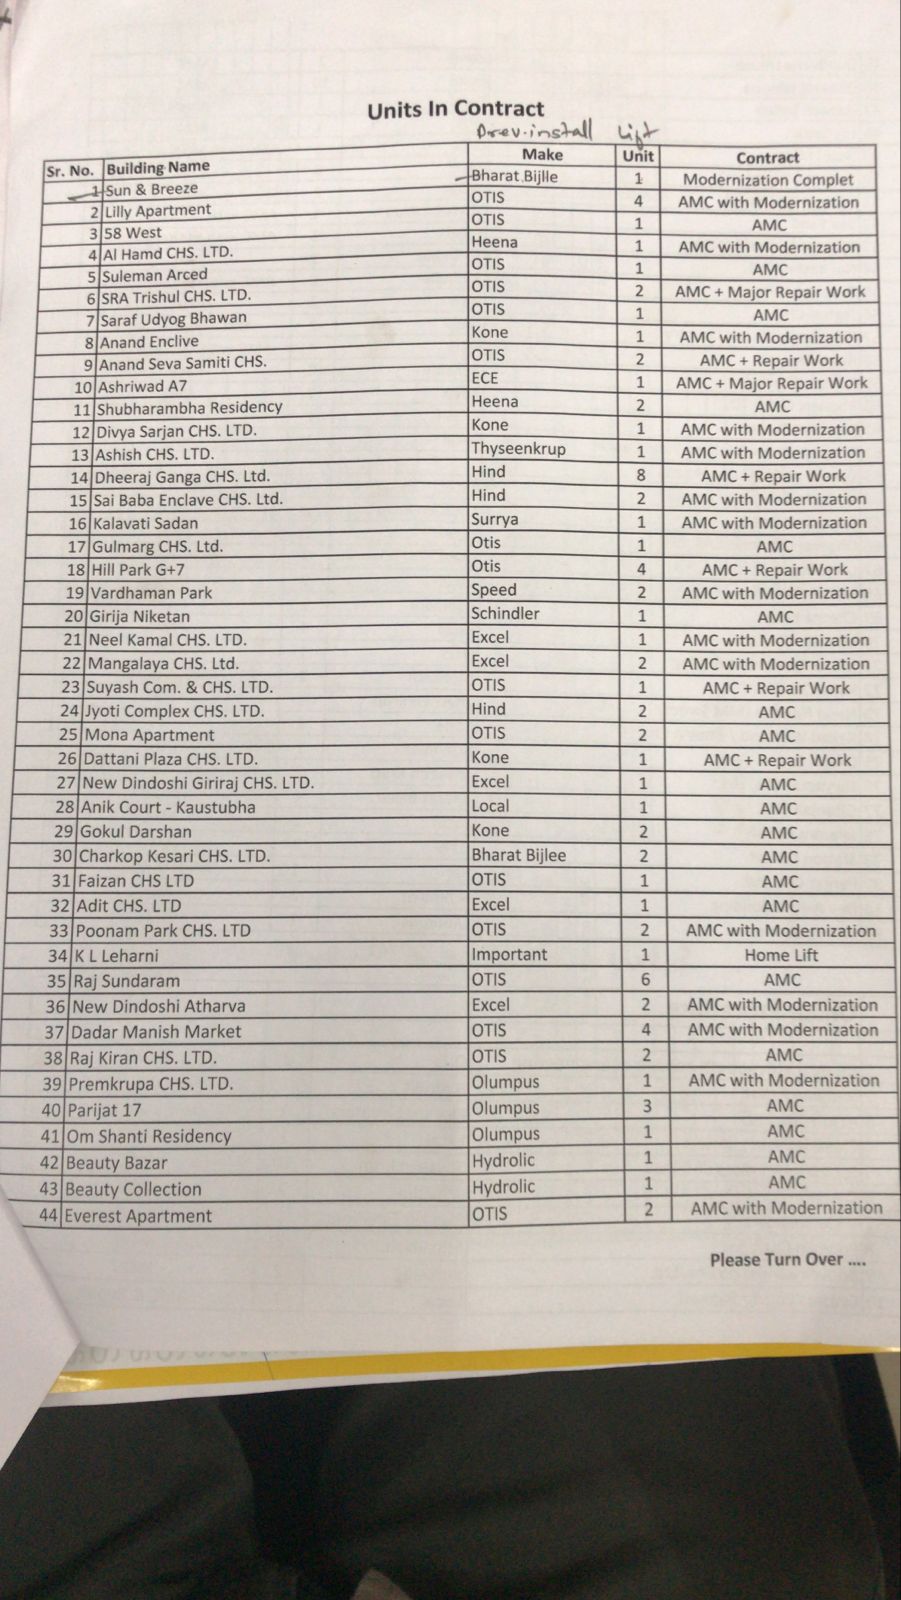 Units In Contract
Prev.install Lift
Sr. No. Building Name Make Unit Contract
1 Sun & Breeze Bharat Bijlle 1 Modernization Complet
2 Lilly Apartment OTIS 4 AMC with Modernization
3 58 West OTIS 1 AMC
4 Al Hamd CHS. LTD. Heena 1 AMC with Modernization
5 Suleman Arced OTIS 1 AMC
6 SRA Trishul CHS. LTD. OTIS 2 AMC + Major Repair Work
7 Saraf Udyog Bhawan OTIS 1 AMC
8 Anand Enclive Kone 1 AMC with Modernization
9 Anand Seva Samiti CHS. OTIS 2 AMC + Repair Work
10 Ashriwad A7 ECE 1 AMC + Major Repair Work
11 Shubharambha Residency Heena 2 AMC
12 Divya Sarjan CHS. LTD. Kone 1 AMC with Modernization
13 Ashish CHS. LTD. Thyseenkrup 1 AMC with Modernization
14 Dheeraj Ganga CHS. Ltd. Hind 8 AMC + Repair Work
15 Sai Baba Enclave CHS. Ltd. Hind 2 AMC with Modernization
16 Kalavati Sadan Surrya 1 AMC with Modernization
17 Gulmarg CHS. Ltd. Otis 1 AMC
18 Hill Park G+7 Otis 4 AMC + Repair Work
19 Vardhaman Park Speed 2 AMC with Modernization
20 Girija Niketan Schindler 1 AMC
21 Neel Kamal CHS. LTD. Excel 1 AMC with Modernization
22 Mangalaya CHS. Ltd. Excel 2 AMC with Modernization
23 Suyash Com. & CHS. LTD. OTIS 1 AMC + Repair Work
24 Jyoti Complex CHS. LTD. Hind 2 AMC
25 Mona Apartment OTIS 2 AMC
26 Dattani Plaza CHS. LTD. Kone 1 AMC + Repair Work
27 New Dindoshi Giriraj CHS. LTD. Excel 1 AMC
28 Anik Court - Kaustubha Local 1 AMC
29 Gokul Darshan Kone 2 AMC
30 Charkop Kesari CHS. LTD. Bharat Bijlee 2 AMC
31 Faizan CHS LTD OTIS 1 AMC
32 Adit CHS. LTD Excel 1 AMC
33 Poonam Park CHS. LTD OTIS 2 AMC with Modernization
34 K L Leharni Important 1 Home Lift
35 Raj Sundaram OTIS 6 AMC
36 New Dindoshi Atharva Excel 2 AMC with Modernization
37 Dadar Manish Market OTIS 4 AMC with Modernization
38 Raj Kiran CHS. LTD. OTIS 2 AMC
39 Premkrupa CHS. LTD. Olumpus 1 AMC with Modernization
40 Parijat 17 Olumpus 3 AMC
41 Om Shanti Residency Olumpus 1 AMC
42 Beauty Bazar Hydrolic 1 AMC
43 Beauty Collection Hydrolic 1 AMC
44 Everest Apartment OTIS 2 AMC with Modernization
Please Turn Over ....